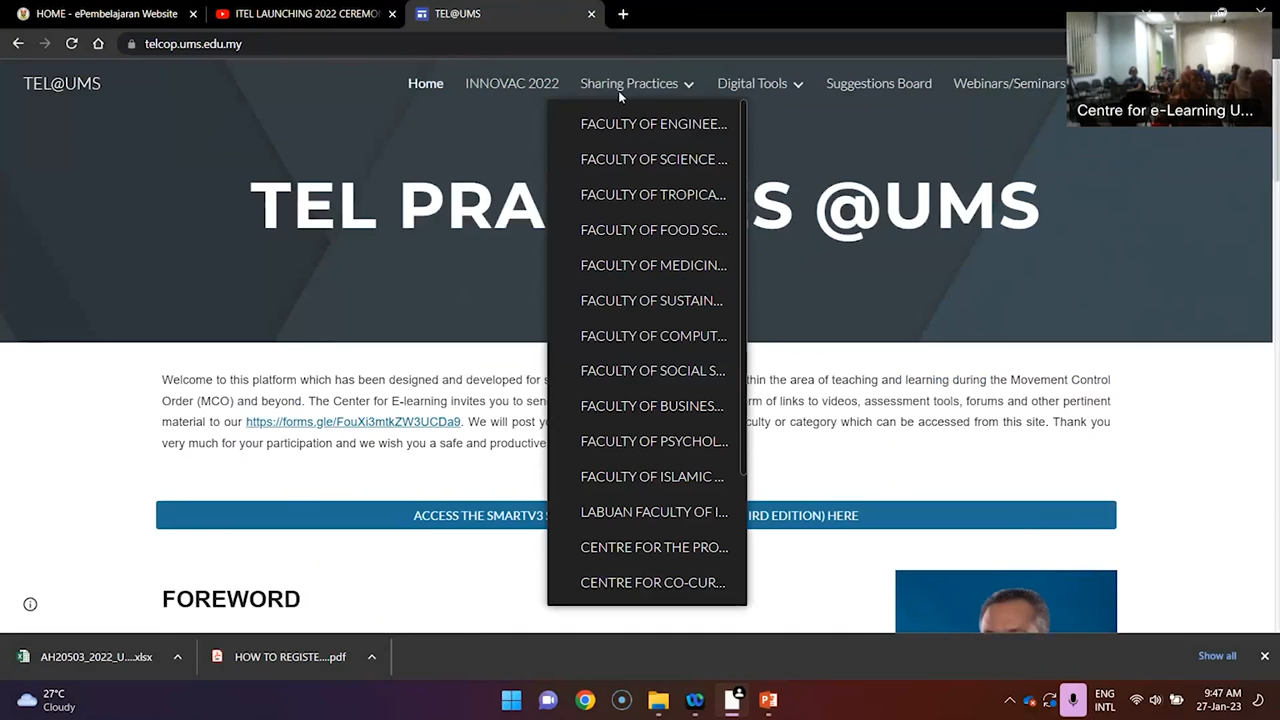 HOME - ePembelajaran Website
ITEL LAUNCHING 2022 CEREMON
TEL@UMS
telcop.ums.edu.my
TEL@UMS
Home
INNOVAC 2022
Sharing Practices
Digital Tools
Suggestions Board
Webinars/Seminars
Centre for e-Learning U...
FACULTY OF ENGINEE...
FACULTY OF SCIENCE ...
FACULTY OF TROPICA...
FACULTY OF FOOD SC...
FACULTY OF MEDICIN...
FACULTY OF SUSTAIN...
FACULTY OF COMPUT...
FACULTY OF SOCIAL S...
FACULTY OF BUSINES...
FACULTY OF PSYCHOL...
FACULTY OF ISLAMIC ...
LABUAN FACULTY OF I...
CENTRE FOR THE PRO...
CENTRE FOR CO-CUR...
TEL PRA S @UMS
Welcome to this platform which has been designed and developed for s thin the area of teaching and learning during the Movement Control
Order (MCO) and beyond. The Center for E-learning invites you to sen rm of links to videos, assessment tools, forums and other pertinent
material to our https://forms.gle/FouXi3mtkZW3UCDa9. We will post yo culty or category which can be accessed from this site. Thank you
very much for your participation and we wish you a safe and productive
ACCESS THE SMARTV3 S IRD EDITION) HERE
FOREWORD
AH20503_2022_U....xlsx
HOW TO REGISTE....pdf
Show all
27°C
Cloudy
ENG
INTL
9:47 AM
27-Jan-23